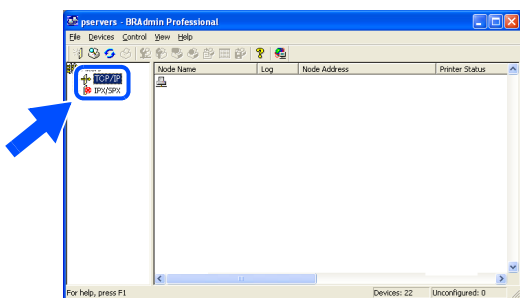 pservers - BRAdmin Professional
File Devices Control View Help
Node Name Log Node Address Printer Status
TCP/IP
IPX/SPX
For help, press F1 Devices: 22 Unconfigured: 0